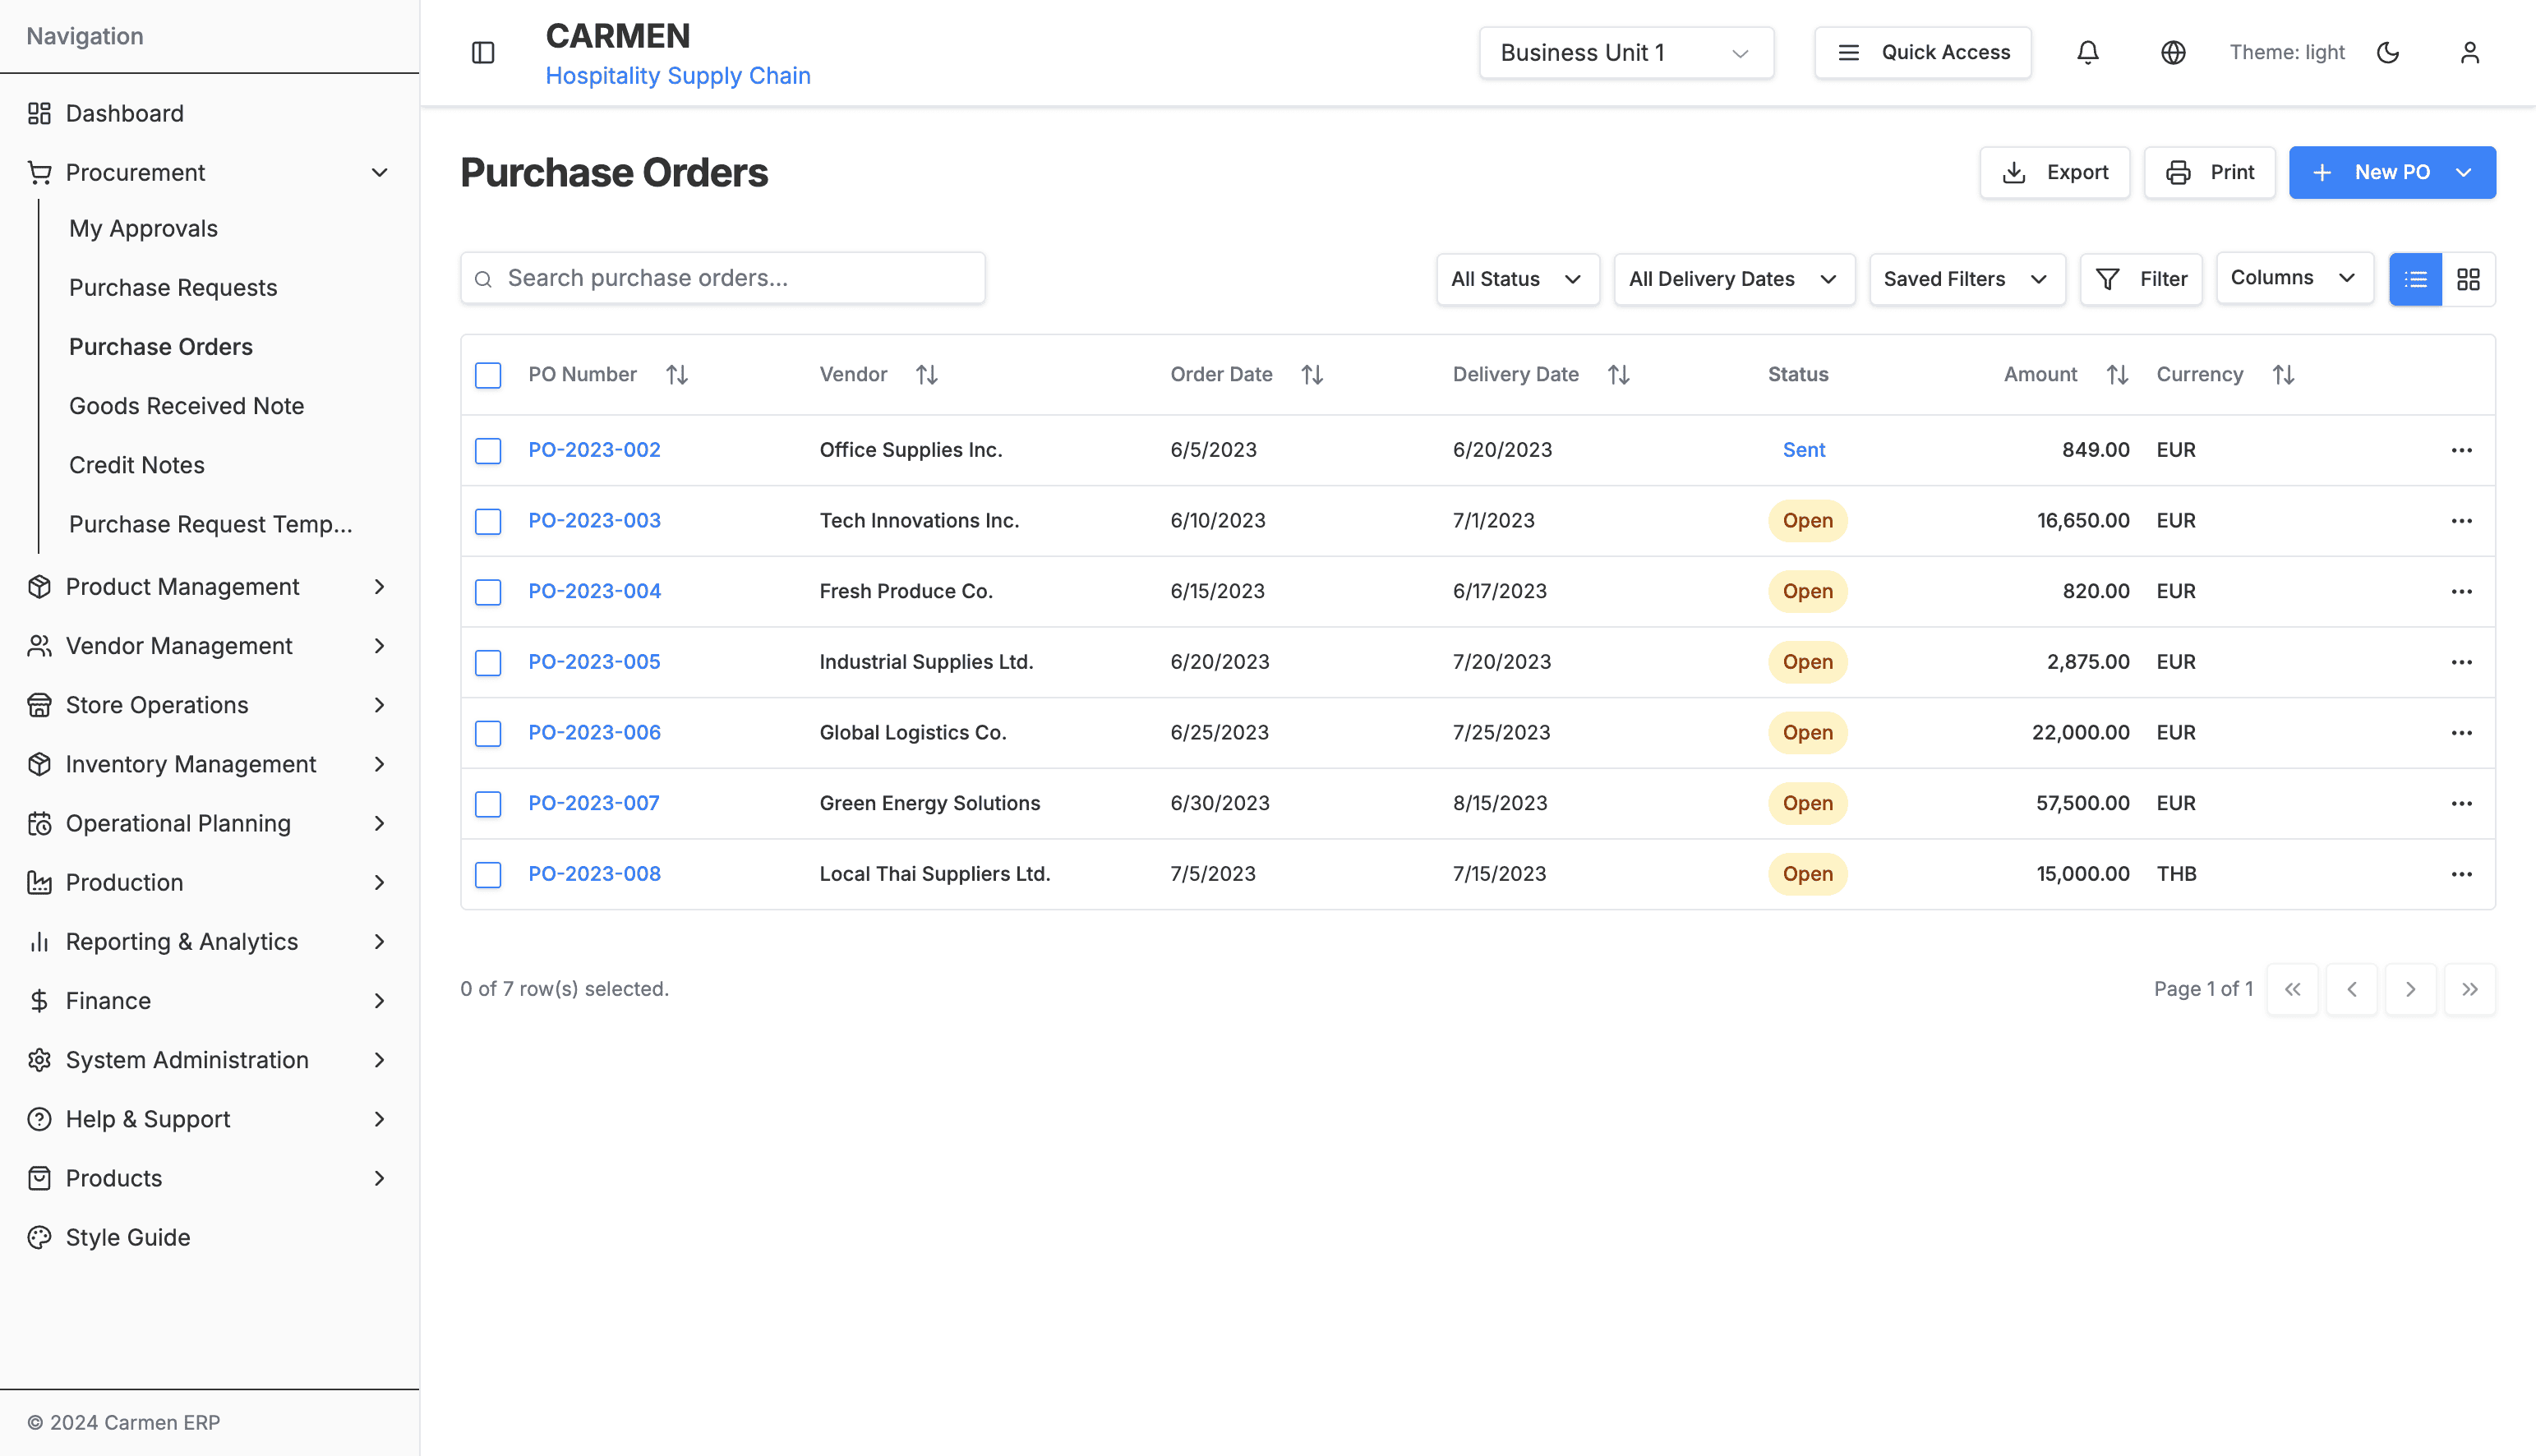 Navigation
Dashboard
Procurement
My Approvals
Purchase Requests
Purchase Orders
Goods Received Note
Credit Notes
Purchase Request Temp...
Product Management
Vendor Management
Store Operations
Inventory Management
Operational Planning
Production
Reporting & Analytics
Finance
System Administration
Help & Support
Products
Style Guide
© 2024 Carmen ERP
CARMEN
Hospitality Supply Chain
Business Unit 1
Quick Access
Theme: light
Purchase Orders
Export
Print
New PO
Search purchase orders...
All Status
All Delivery Dates
Saved Filters
Filter
Columns
PO Number Vendor Order Date Delivery Date Status Amount Currency
PO-2023-002 Office Supplies Inc. 6/5/2023 6/20/2023 Sent 849.00 EUR
PO-2023-003 Tech Innovations Inc. 6/10/2023 7/1/2023 Open 16,650.00 EUR
PO-2023-004 Fresh Produce Co. 6/15/2023 6/17/2023 Open 820.00 EUR
PO-2023-005 Industrial Supplies Ltd. 6/20/2023 7/20/2023 Open 2,875.00 EUR
PO-2023-006 Global Logistics Co. 6/25/2023 7/25/2023 Open 22,000.00 EUR
PO-2023-007 Green Energy Solutions 6/30/2023 8/15/2023 Open 57,500.00 EUR
PO-2023-008 Local Thai Suppliers Ltd. 7/5/2023 7/15/2023 Open 15,000.00 THB
0 of 7 row(s) selected.
Page 1 of 1